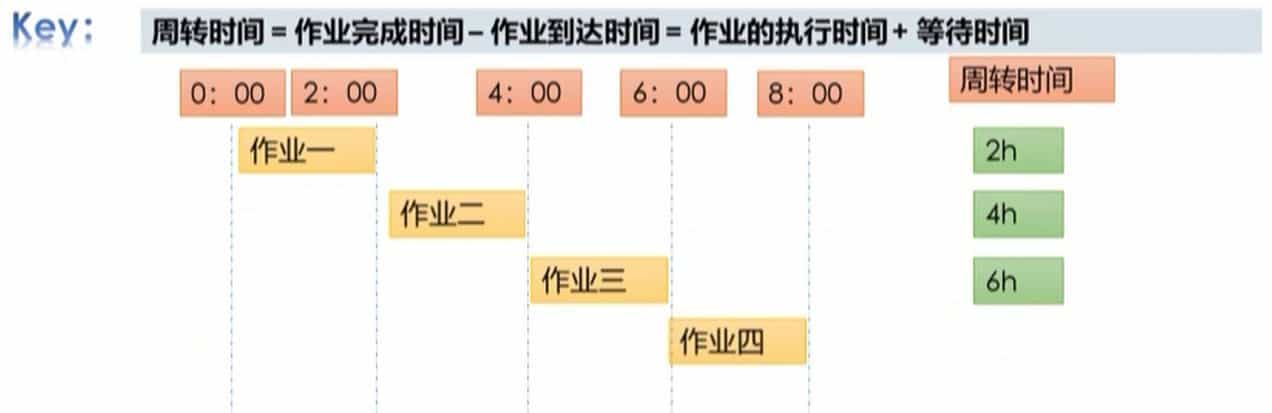 Key: 周转时间 = 作业完成时间 – 作业到达时间 = 作业的执行时间 + 等待时间
0：00 2：00 4：00 6：00 8：00 周转时间
作业一 2h
作业二 4h
作业三 6h
作业四